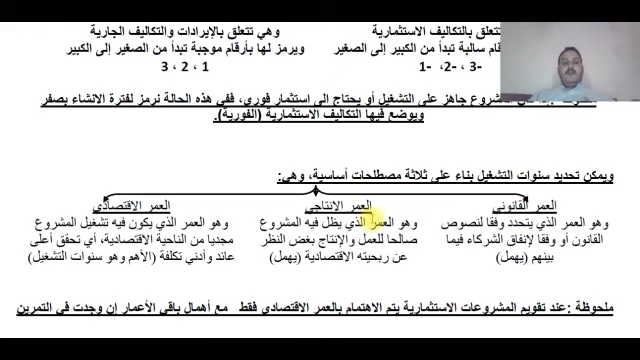 تتعلق بالتكاليف الاستثمارية
وهي تتعلق بالإيرادات والتكاليف الجارية
سالبة تبدأ من الكبير إلى الصغير
ويرمز لها بأرقام موجبة تبدأ من الصغير إلى الكبير
-3 ، -2، -1
1 ، 2 ، 3
جاهز على التشغيل أو يحتاج الى استثمار فوري، ففي هذه الحالة نرمز لفترة الانشاء بصفر
ويوضع فيها التكاليف الاستثمارية (الفورية).
ويمكن تحديد سنوات التشغيل بناء على ثلاثة مصطلحات أساسية، وهي:
العمر القانوني
وهو العمر الذي يتحدد وفقا لنصوص
القانون أو وفقا لإنفاق الشركاء فيما
بينهم (يهمل)
العمر الإنتاجي
وهو العمر الذي يظل فيه المشروع
صالحا للعمل والإنتاج بغض النظر
عن ربحيته الاقتصادية (يهمل)
العمر الاقتصادي
وهو العمر الذي يكون فيه تشغيل المشروع
مجديا من الناحية الاقتصادية، أي تحقق أعلى
عائد وأدني تكلفة (الأهم وهو سنوات التشغيل)
ملحوظة :عند تقويم المشروعات الاستثمارية يتم الاهتمام بالعمر الاقتصادي فقط مع أهمال باقي الأعمار إن وجدت في التمرين